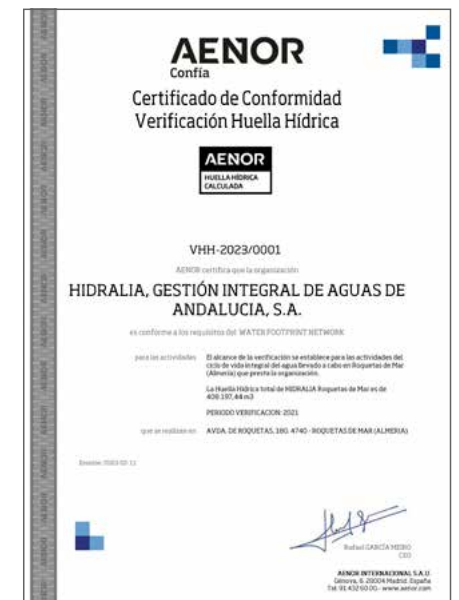 AENOR
Confía
Certificado de Conformidad
Verificación Huella Hídrica
AENOR
HUELLA HÍDRICA
CALCULADA
VHH-2023/0001
AENOR certifica que la organización
HIDRALIA, GESTIÓN INTEGRAL DE AGUAS DE
ANDALUCIA, S.A.
es conforme a los requisitos del WATER FOOTPRINT NETWORK
para las actividades
El alcance de la verificación se establece para las actividades del
ciclo de vida integral del agua llevado a cabo en Roquetas de Mar
(Almería) que presta la organización.
La Huella Hídrica total de HIDRALIA Roquetas de Mar es de
408.197,44 m3
PERIODO VERIFICACION: 2021
que se realizan en
AVDA. DE ROQUETAS, 180. 4740 - ROQUETAS DE MAR (ALMERIA)
Rafael GARCÍA MEIRO
CEO
AENOR INTERNACIONAL S.A.U.
Génova, 6. 28004 Madrid. España
Tel. 91 432 60 00.- www.aenor.com